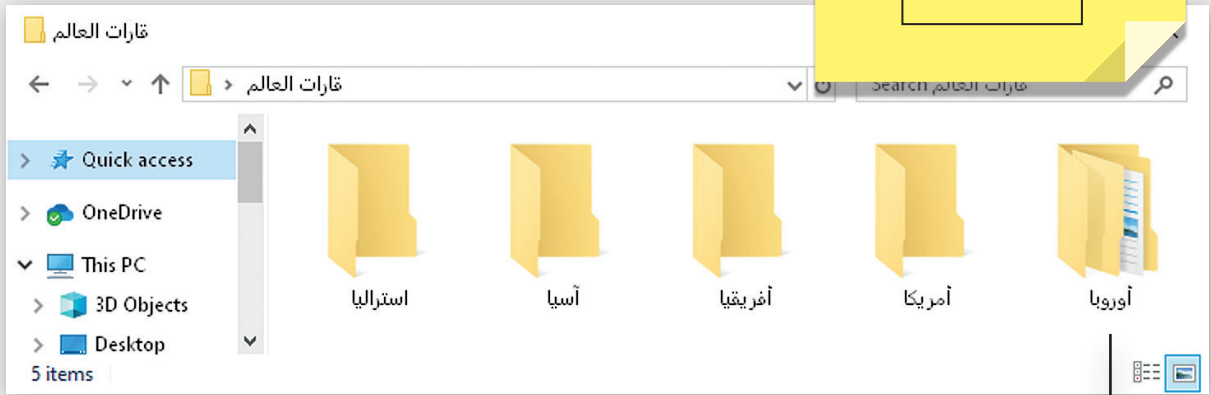 قارات العالم
قارات العالم
Search قارات العالم
Quick access
OneDrive
This PC
3D Objects
Desktop
استراليا
آسيا
أفريقيا
أمريكا
أوروبا
5 items